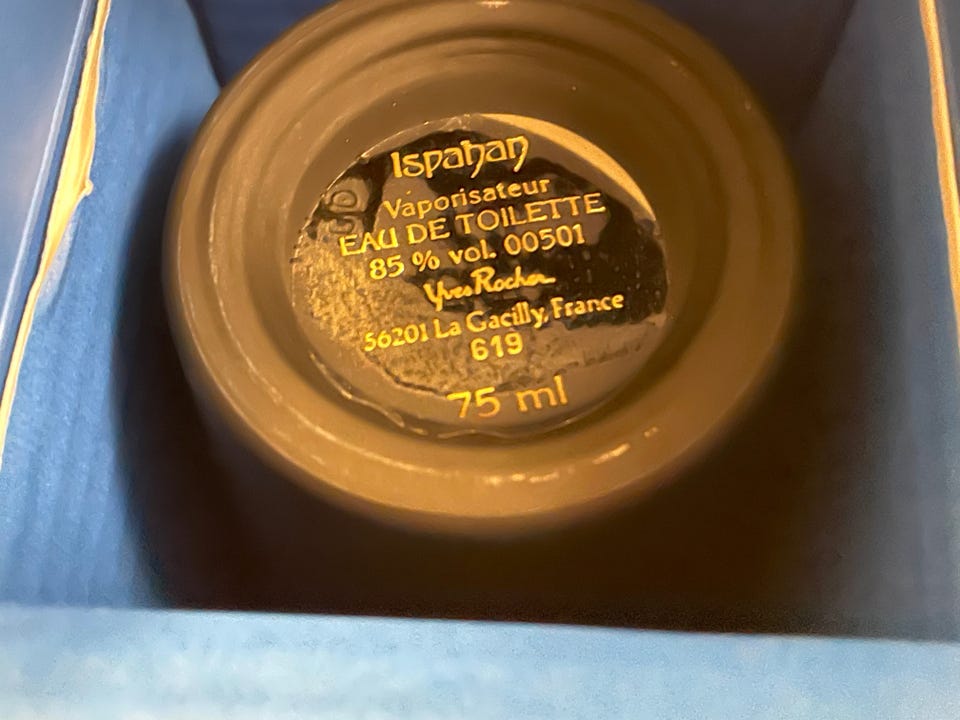 Ispahan
Vaporisateur
EAU DE TOILETTE
85 % vol. 00501
Yves Rocher
56201 La Gacilly, France
619
75 ml